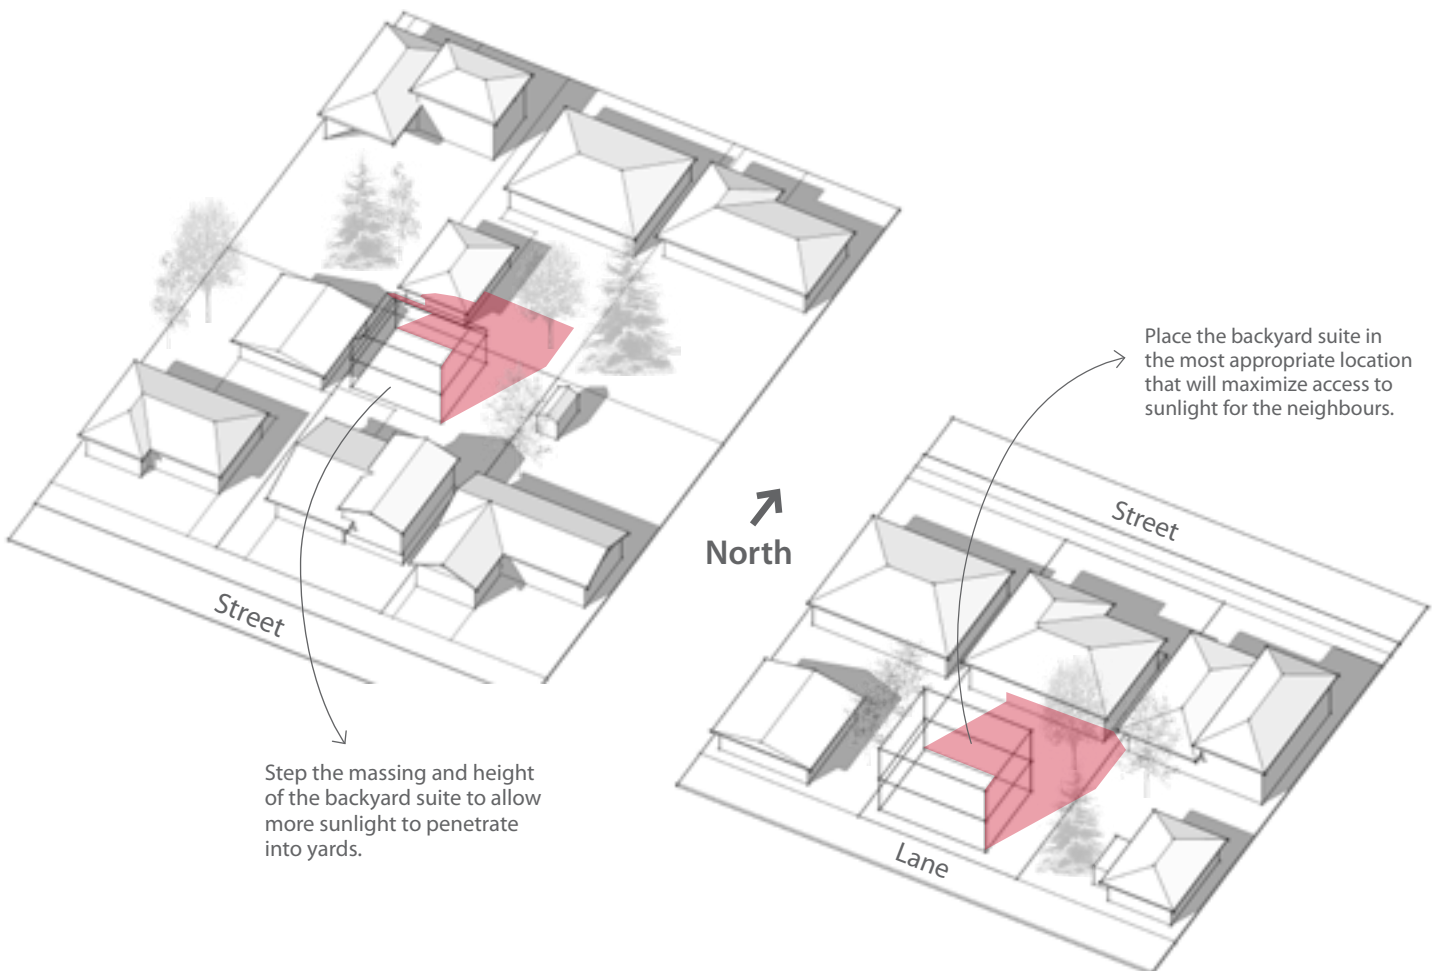 Place the backyard suite in
the most appropriate location
that will maximize access to
sunlight for the neighbours.
Street
North
Street
Step the massing and height
of the backyard suite to allow
more sunlight to penetrate
into yards.
Lane